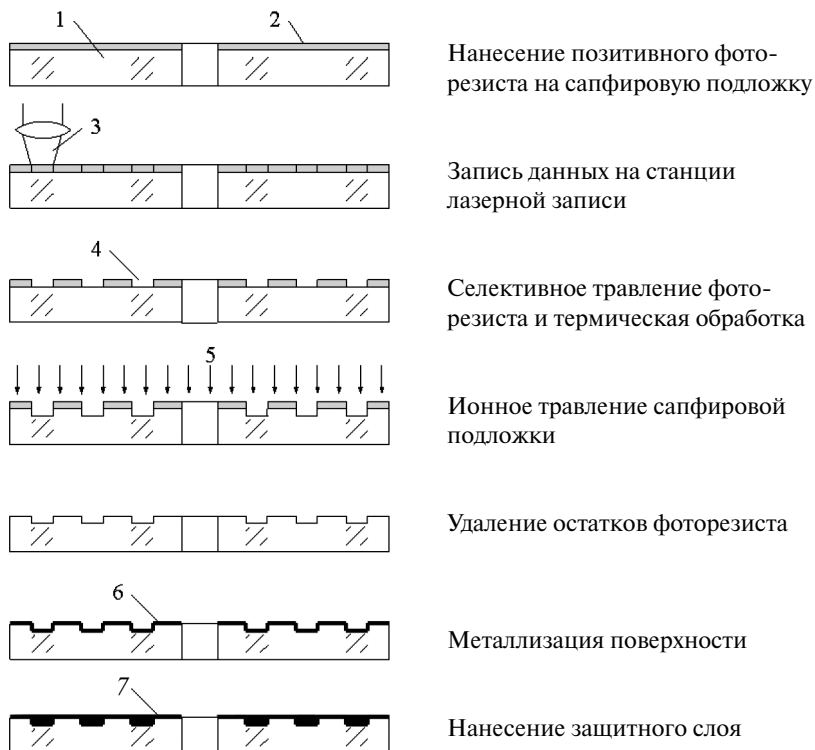 1
2
Нанесение позитивного фото-
резиста на сапфировую подложку
3
Запись данных на станции
лазерной записи
4
Селективное травление фото-
резиста и термическая обработка
5
Ионное травление сапфировой
подложки
Удаление остатков фоторезиста
6
Металлизация поверхности
7
Нанесение защитного слоя